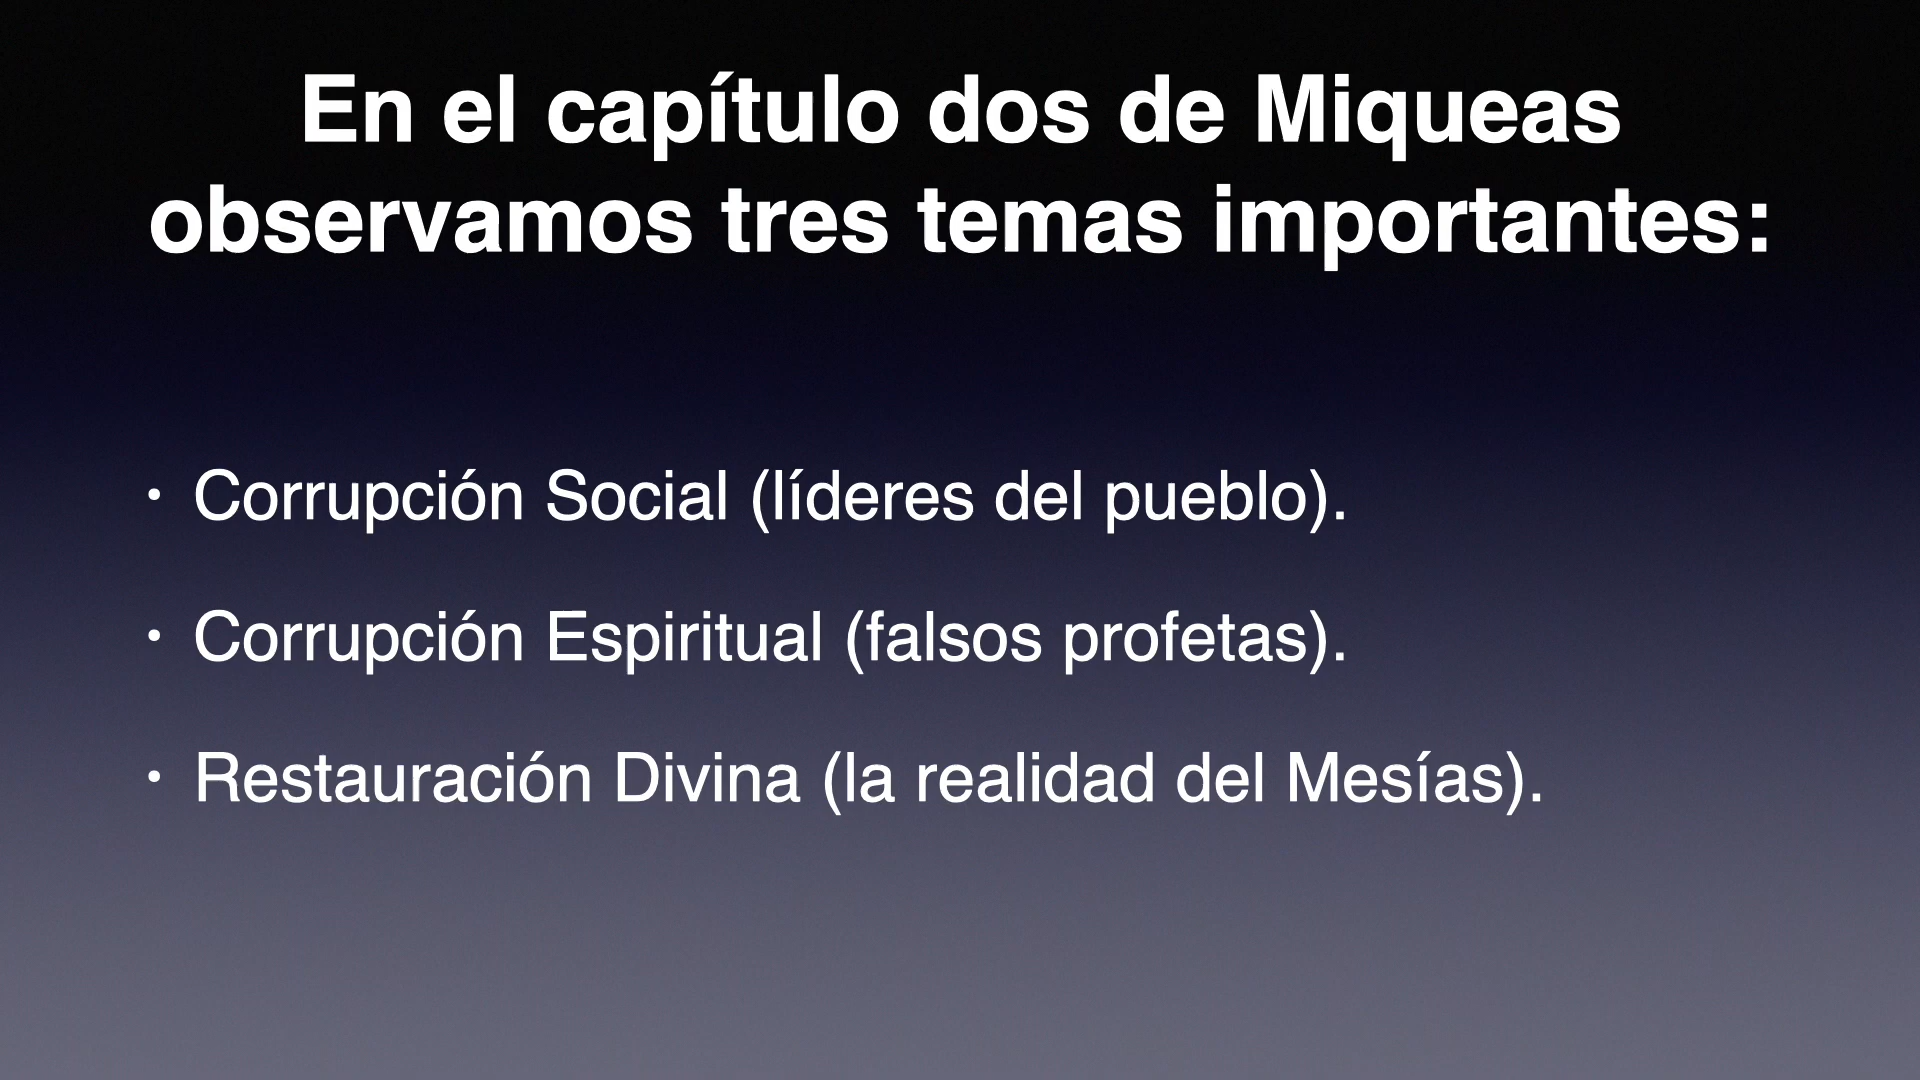 En el capítulo dos de Miqueas
observamos tres temas importantes:
• Corrupción Social (líderes del pueblo).
• Corrupción Espiritual (falsos profetas).
• Restauración Divina (la realidad del Mesías).